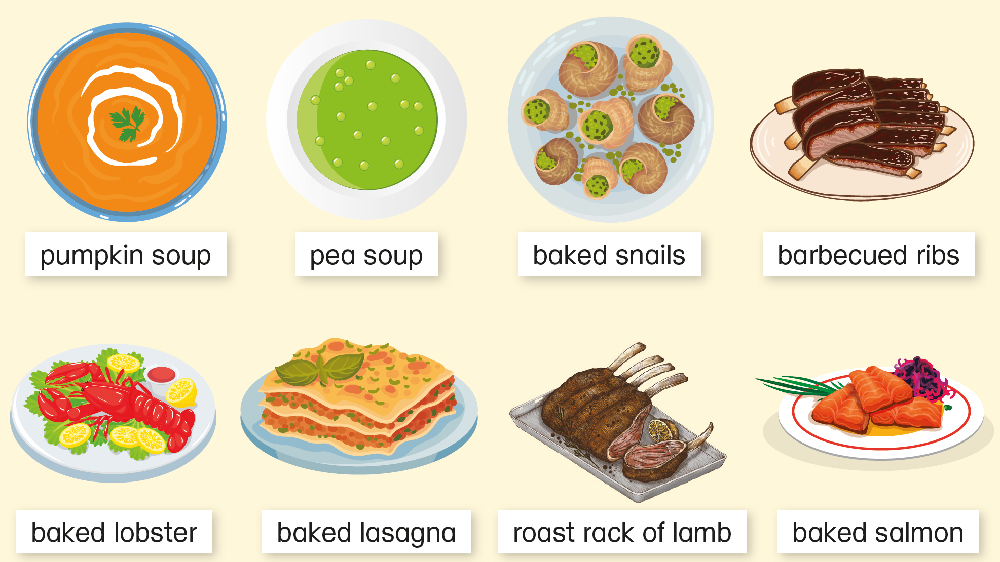 pumpkin soup
pea soup
baked snails
barbecued ribs
baked lobster
baked lasagna
roast rack of lamb
baked salmon